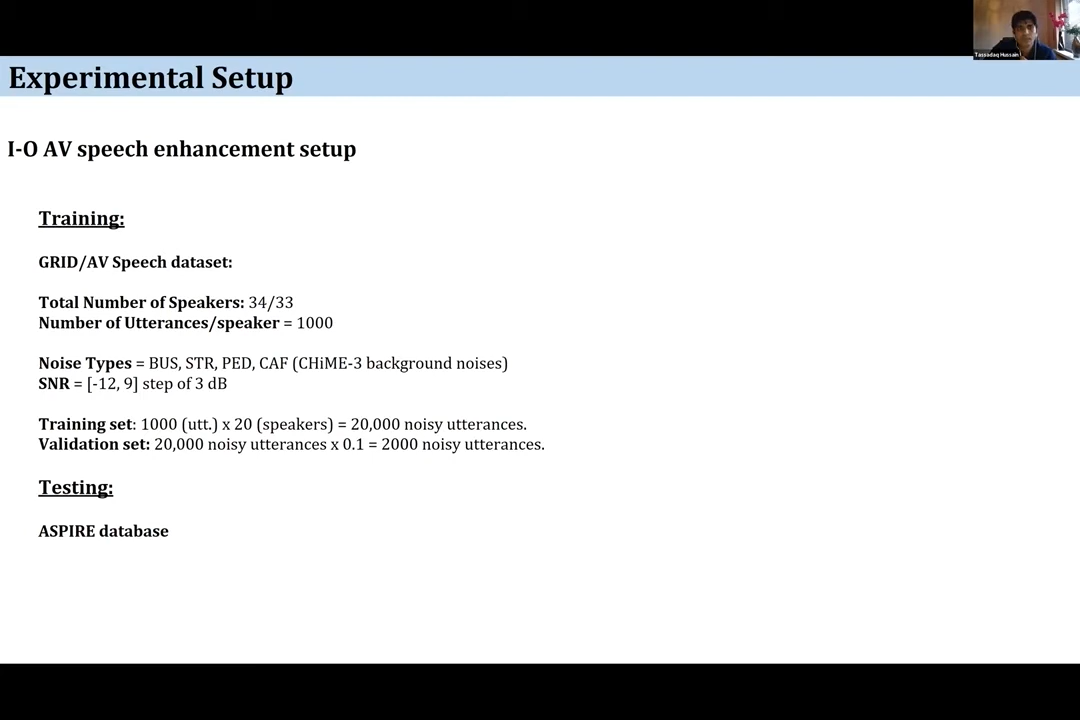 Tassadaq Hussain
Experimental Setup
I-O AV speech enhancement setup
Training:
GRID/AV Speech dataset:
Total Number of Speakers: 34/33
Number of Utterances/speaker = 1000
Noise Types = BUS, STR, PED, CAF (CHiME-3 background noises)
SNR = [-12, 9] step of 3 dB
Training set: 1000 (utt.) x 20 (speakers) = 20,000 noisy utterances.
Validation set: 20,000 noisy utterances x 0.1 = 2000 noisy utterances.
Testing:
ASPIRE database